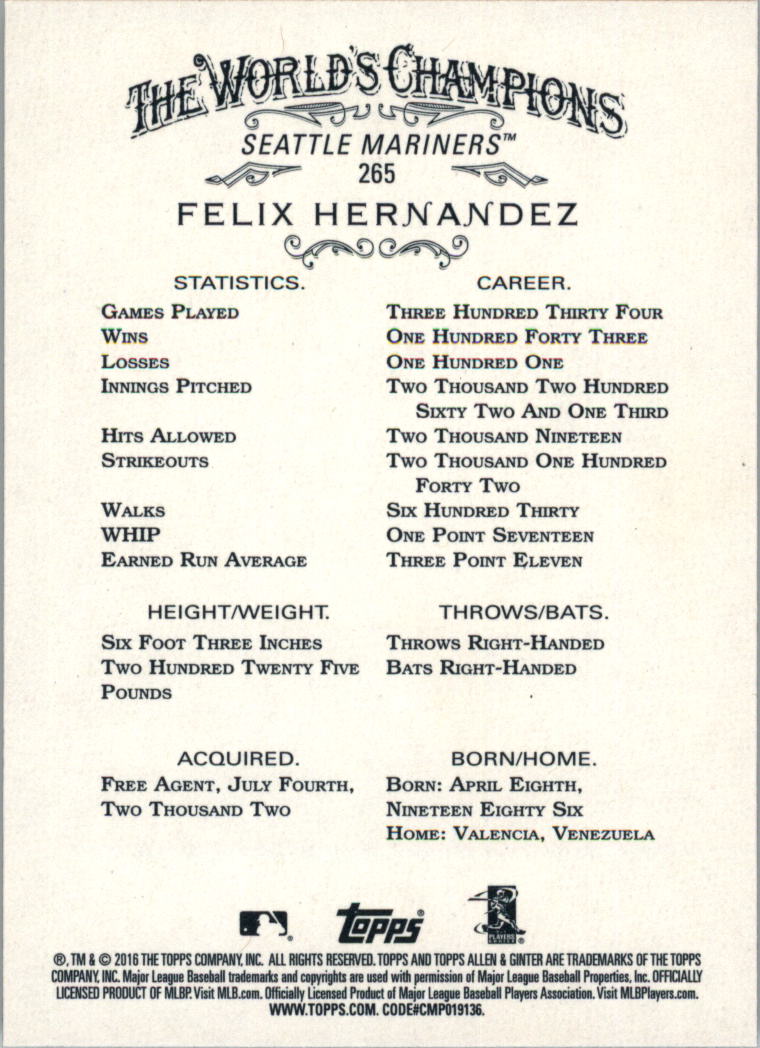 THE WORLD'S CHAMPIONS
SEATTLE MARINERS™
265
FELIX HERNANDEZ
STATISTICS. CAREER.
GAMES PLAYED THREE HUNDRED THIRTY FOUR
WINS ONE HUNDRED FORTY THREE
LOSSES ONE HUNDRED ONE
INNINGS PITCHED TWO THOUSAND TWO HUNDRED
SIXTY TWO AND ONE THIRD
HITS ALLOWED TWO THOUSAND NINETEEN
STRIKEOUTS TWO THOUSAND ONE HUNDRED
FORTY TWO
WALKS SIX HUNDRED THIRTY
WHIP ONE POINT SEVENTEEN
EARNED RUN AVERAGE THREE POINT ELEVEN
HEIGHT/WEIGHT.
SIX FOOT THREE INCHES
TWO HUNDRED TWENTY FIVE
POUNDS
THROWS/BATS.
THROWS RIGHT-HANDED
BATS RIGHT-HANDED
ACQUIRED.
FREE AGENT, JULY FOURTH,
TWO THOUSAND TWO
BORN/HOME.
BORN: APRIL EIGHTH,
NINETEEN EIGHTY SIX
HOME: VALENCIA, VENEZUELA
topps®
PLAYERS
CHOICE
®, TM & © 2016 THE TOPPS COMPANY, INC. ALL RIGHTS RESERVED. TOPPS AND TOPPS ALLEN & GINTER ARE TRADEMARKS OF THE TOPPS
COMPANY, INC. Major League Baseball trademarks and copyrights are used with permission of Major League Baseball Properties, Inc. OFFICIALLY
LICENSED PRODUCT OF MLBP. Visit MLB.com. Officially Licensed Product of Major League Baseball Players Association. Visit MLBPlayers.com.
WWW.TOPPS.COM. CODE#CMP019136.